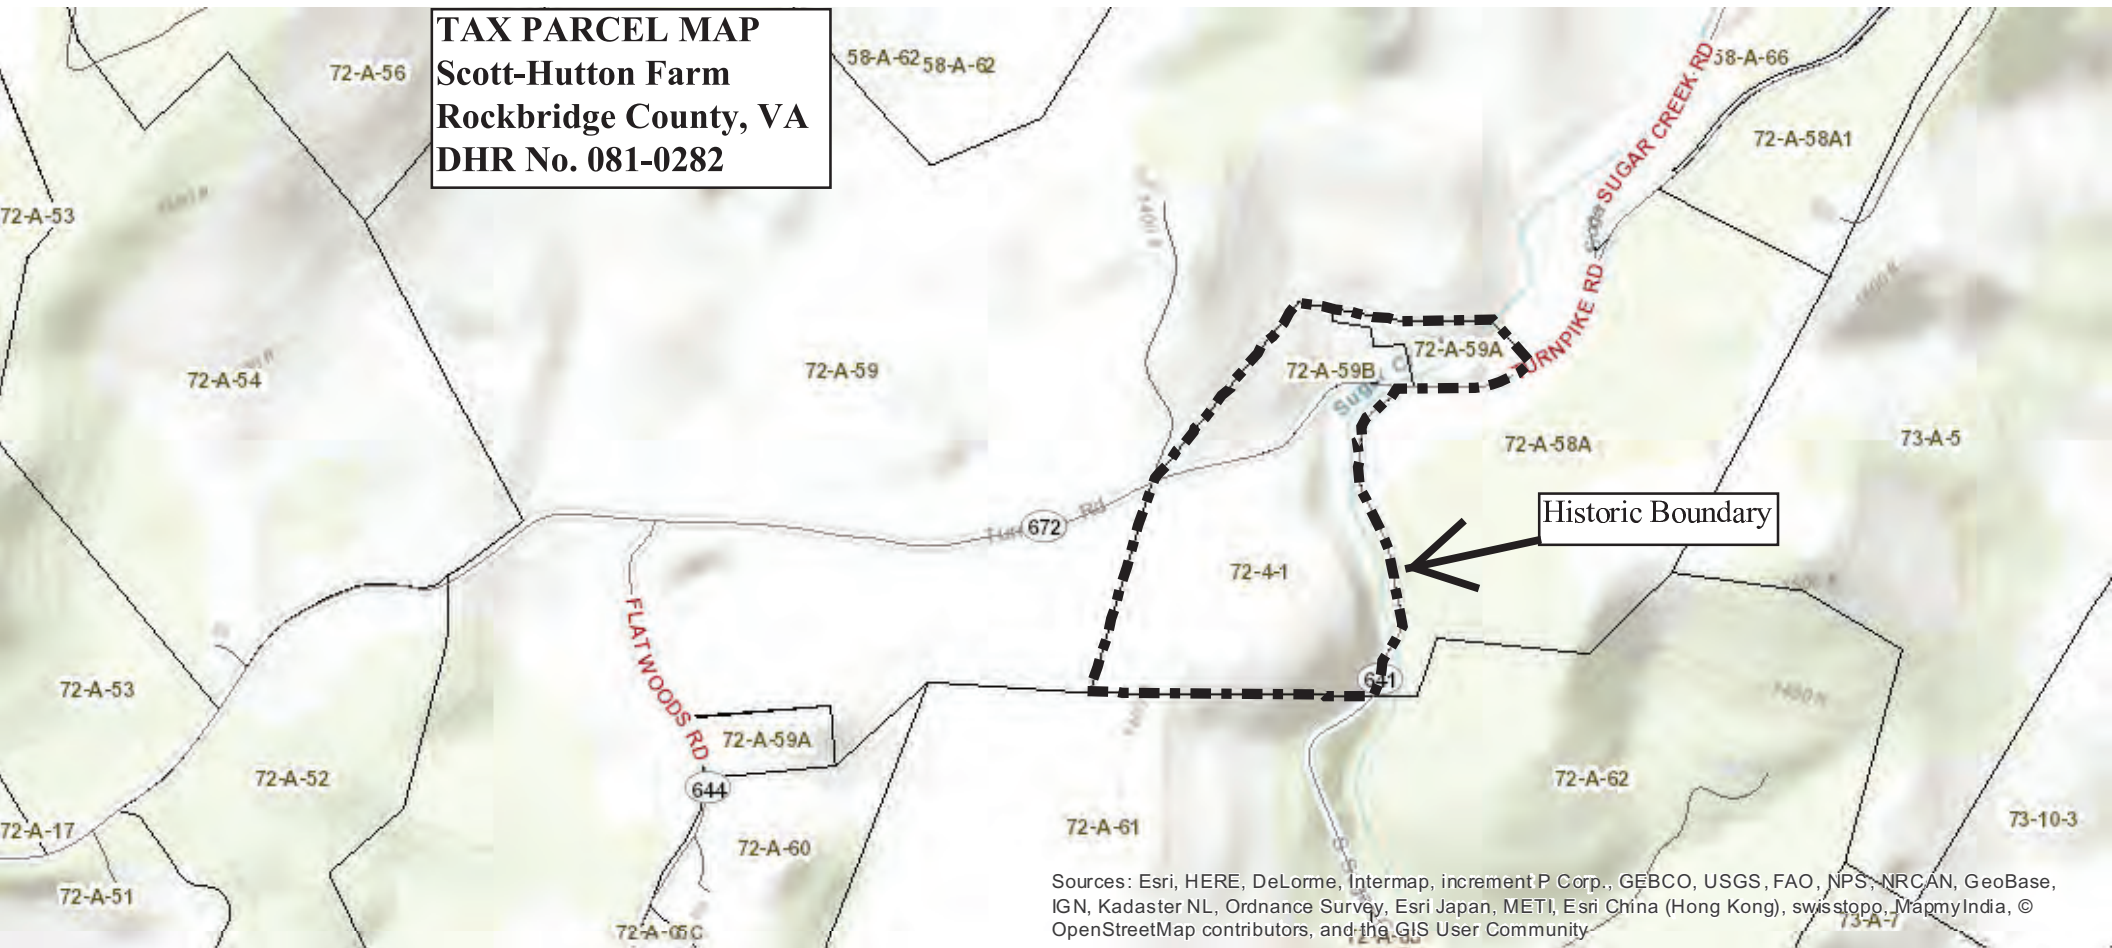 TAX PARCEL MAP
Scott-Hutton Farm
Rockbridge County, VA
DHR No. 081-0282
72-A-56
58-A-62
58-A-62
58-A-66
SUGAR CREEK RD
72-A-58A1
72-A-53
TURNPIKE RD
72-A-54
72-A-59
72-A-59B
72-A-59A
72-A-58A
73-A-5
Historic Boundary
672
Rd
72-4-1
FLATWOODS RD
641
72-A-53
72-A-59A
644
72-A-52
72-A-62
72-A-17
72-A-60
72-A-61
73-10-3
72-A-51
73-A-7
Sources: Esri, HERE, DeLorme, Intermap, increment P Corp., GEBCO, USGS, FAO, NPS, NRCAN, GeoBase,
IGN, Kadaster NL, Ordnance Survey, Esri Japan, METI, Esri China (Hong Kong), swisstopo, MapmyIndia, ©
OpenStreetMap contributors, and the GIS User Community